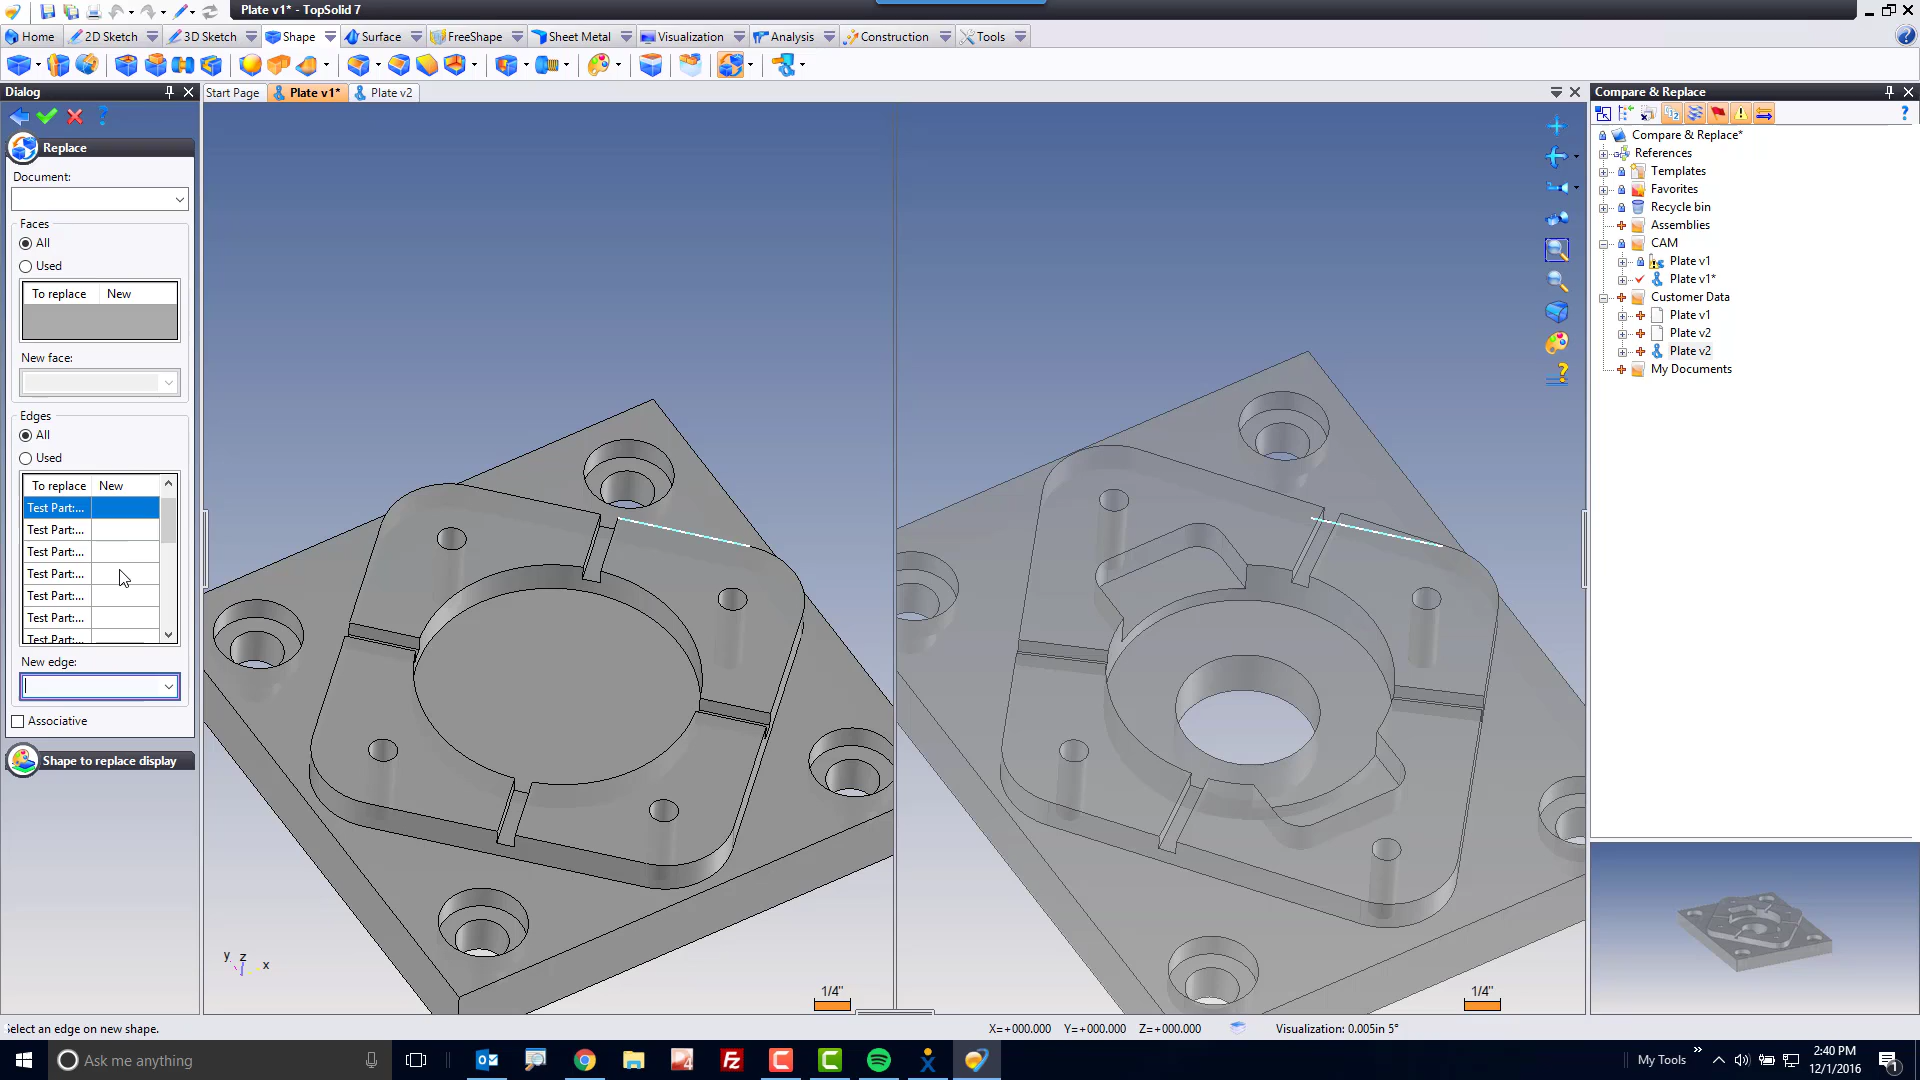 Plate v1* - TopSolid 7
Home
2D Sketch
3D Sketch
Shape
Surface
FreeShape
Sheet Metal
Visualization
Analysis
Construction
Tools
Dialog
Start Page
Plate v1*
Plate v2
Compare & Replace
Replace
Document:
Faces
All
Used
To replace New
New face:
Edges
All
Used
To replace New
Test Part:...
Test Part:...
Test Part:...
Test Part:...
Test Part:...
Test Part:...
Test Part:...
New edge:
Associative
Shape to replace display
Compare & Replace*
References
Templates
Favorites
Recycle bin
Assemblies
CAM
Plate v1
Plate v1*
Customer Data
Plate v1
Plate v2
Plate v2
My Documents
y z x
1/4"
1/4"
Select an edge on new shape.
X=+000.000 Y=+000.000 Z=+000.000
Visualization: 0.005in 5°
Ask me anything
My Tools
2:40 PM
12/1/2016